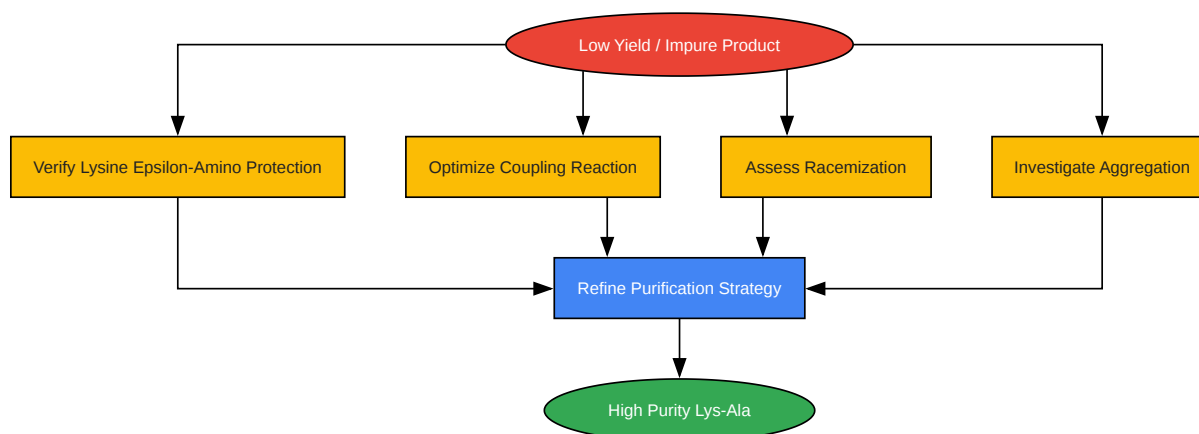 Low Yield / Impure Product
Verify Lysine Epsilon-Amino Protection
Optimize Coupling Reaction
Assess Racemization
Investigate Aggregation
Refine Purification Strategy
High Purity Lys-Ala